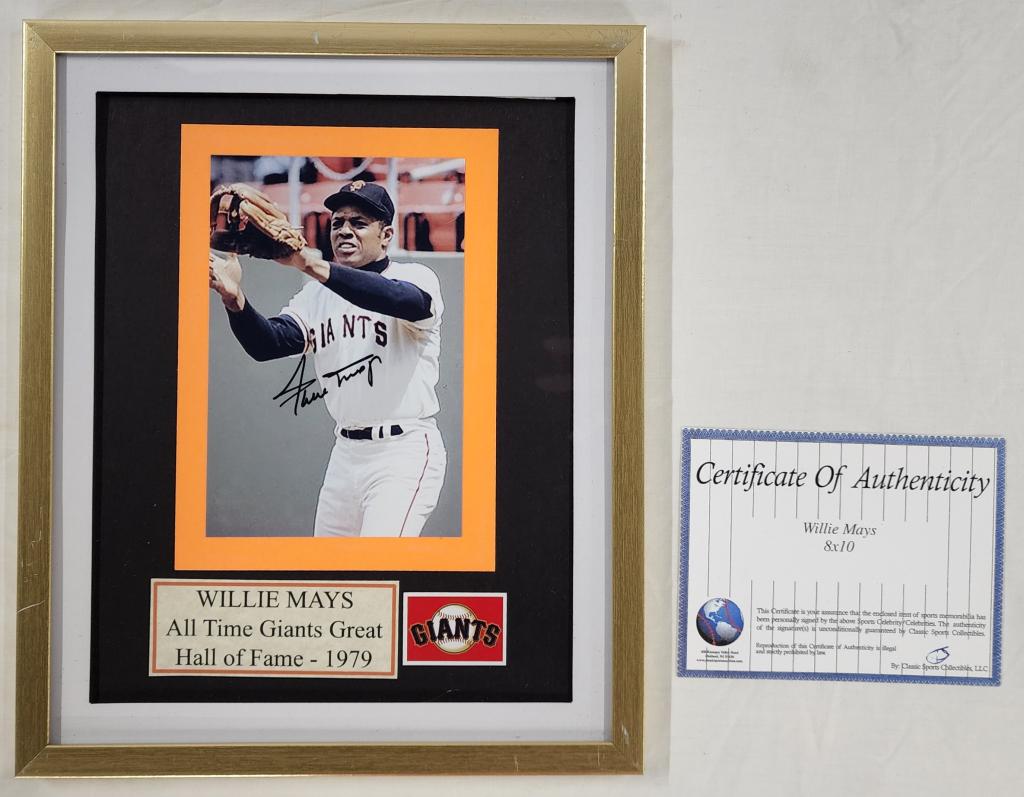 GIANTS
Willie Mays
WILLIE MAYS
All Time Giants Great
Hall of Fame - 1979
GIANTS
Certificate Of Authenticity
Willie Mays
8x10
This Certificate is your assurance that the enclosed item of sports memorabilia has
been personally signed by the above Sports Celebrity/Celebrities. The authenticity
of the signature(s) is unconditionally guaranteed by Classic Sports Collectibles.
Reproduction of this Certificate of Authenticity is illegal
and strictly prohibited by law.
By: Classic Sports Collectibles, LLC